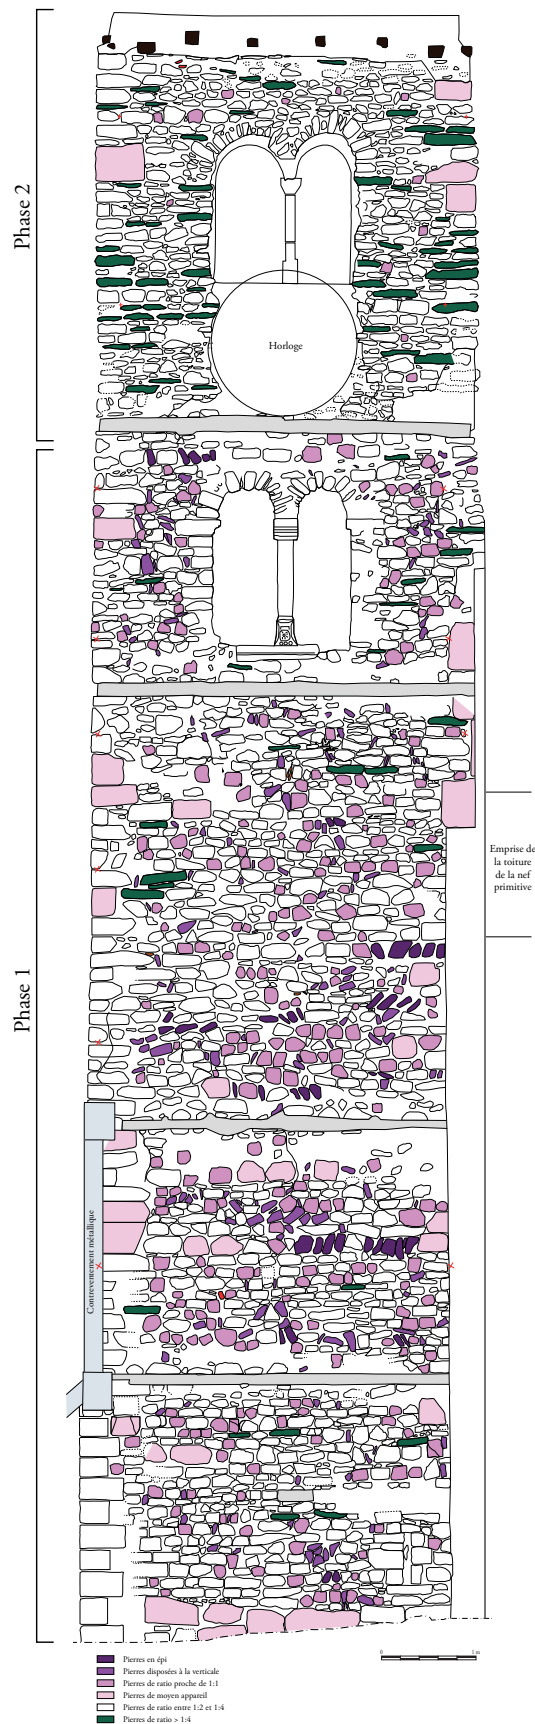 Phase 2
Horloge
Emprise de
la toiture
de la nef
primitive
Phase 1
Contreventement métallique
0
1 m
Pierres en épi
Pierres disposées à la verticale
Pierres de ratio proche de 1:1
Pierres de moyen appareil
Pierres de ratio entre 1:2 et 1:4
Pierres de ratio > 1:4